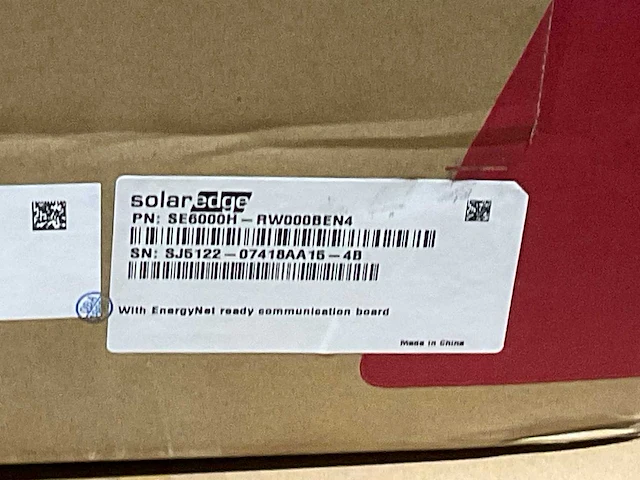 solaredge
PN: SE6000H-RW000BEN4
SN: SJ5122-07418AA15-4B
With EnergyNet ready communication board
Made in China